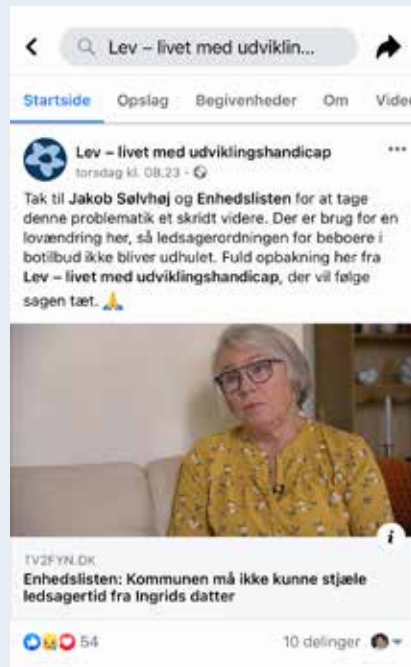 Lev – livet med udviklin...
Startside Opslag Begivenheder Om Vide
Lev – livet med udviklingshandicap
torsdag kl. 08.23 ·
Tak til Jakob Sølvhøj og Enhedslisten for at tage
denne problematik et skridt videre. Der er brug for en
lovændring her, så ledsagerordningen for beboere i
botilbud ikke bliver udhulet. Fuld opbakning her fra
Lev – livet med udviklingshandicap, der vil følge
sagen tæt.
i
TV2FYN.DK
Enhedslisten: Kommunen må ikke kunne stjæle
ledsagertid fra Ingrids datter
54 10 delinger